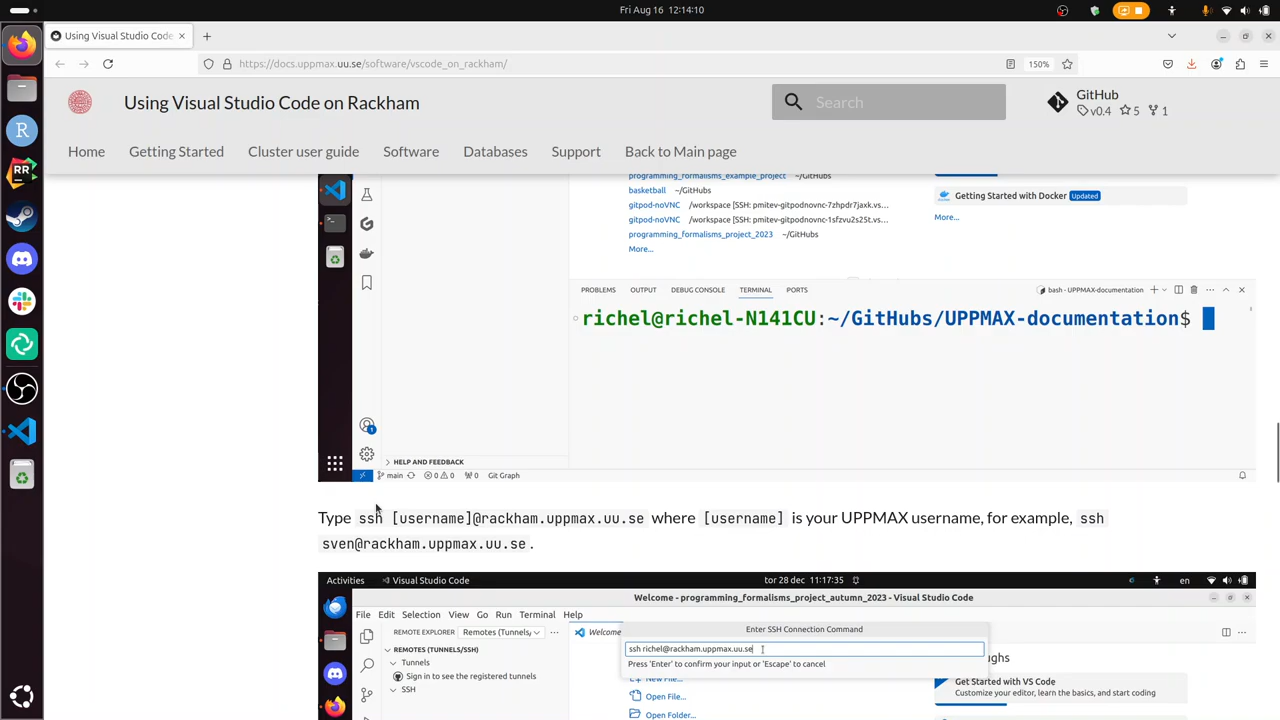 Fri Aug 16 12:14:10
Using Visual Studio Code
https://docs.uppmax.uu.se/software/vscode_on_rackham/
150%
Using Visual Studio Code on Rackham
Search
GitHub
v0.4 5 1
Home Getting Started Cluster user guide Software Databases Support Back to Main page
programming_formalisms_example_project ~/GitHubs
basketball ~/GitHubs
gitpod-noVNC /workspace [SSH: pmitev-gitpodnovnc-7zhpdr7jaxk.vs...
gitpod-noVNC /workspace [SSH: pmitev-gitpodnovnc-1sfzvu2s25t.vs...
programming_formalisms_project_2023 ~/GitHubs
More...
Getting Started with Docker Updated
More...
PROBLEMS OUTPUT DEBUG CONSOLE TERMINAL PORTS
bash - UPPMAX-documentation
richel@richel-N141CU:~/GitHubs/UPPMAX-documentation$
HELP AND FEEDBACK
main 0 0 0 Git Graph
Type ssh [username]@rackham.uppmax.uu.se where [username] is your UPPMAX username, for example, ssh
sven@rackham.uppmax.uu.se.
Activities Visual Studio Code tor 28 dec 11:17:35 en
Welcome - programming_formalisms_project_autumn_2023 - Visual Studio Code
File Edit Selection View Go Run Terminal Help
REMOTE EXPLORER Remotes (Tunnels/
Welcome
REMOTES (TUNNELS/SSH)
Tunnels
Sign in to see the registered tunnels
SSH
Enter SSH Connection Command
ssh richel@rackham.uppmax.uu.se
Press 'Enter' to confirm your input or 'Escape' to cancel
Open File...
Open Folder...
ughs
Get Started with VS Code
Customize your editor, learn the basics, and start coding